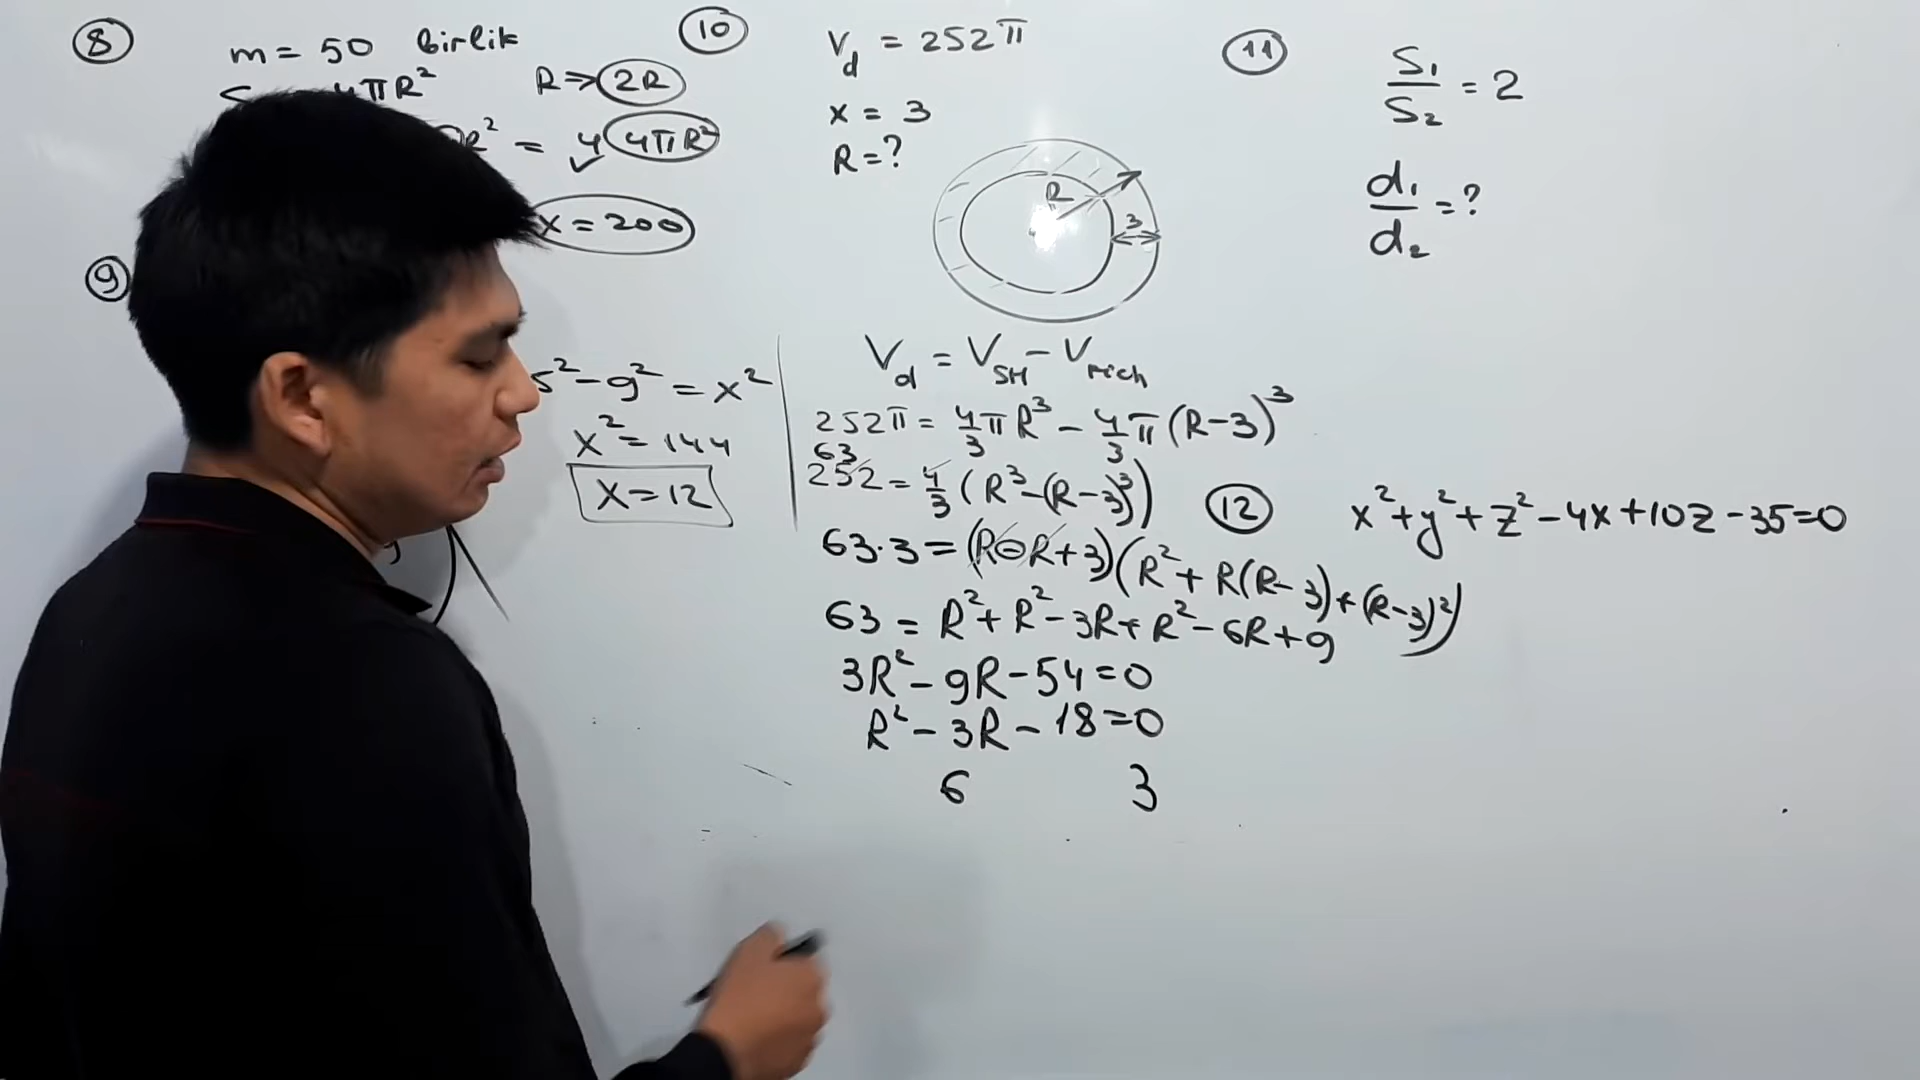 8
m = 50 birlik
4πR²
R ⇒ 2R
R² = 4 4πR²
x = 200
9
5² - 9² = x²
x² = 144
x = 12
10
V_d = 252π
x = 3
R = ?
R
3
V_d = V_SH - V_rich
252π = 4/3 π R³ - 4/3 π (R-3)³
63
252 = 4/3 (R³ - (R-3)³)
63·3 = (R-R+3)(R² + R(R-3) + (R-3)²)
63 = R² + R² - 3R + R² - 6R + 9
3R² - 9R - 54 = 0
R² - 3R - 18 = 0
6 3
11
S₁/S₂ = 2
d₁/d₂ = ?
12
x² + y² + z² - 4x + 10z - 35 = 0